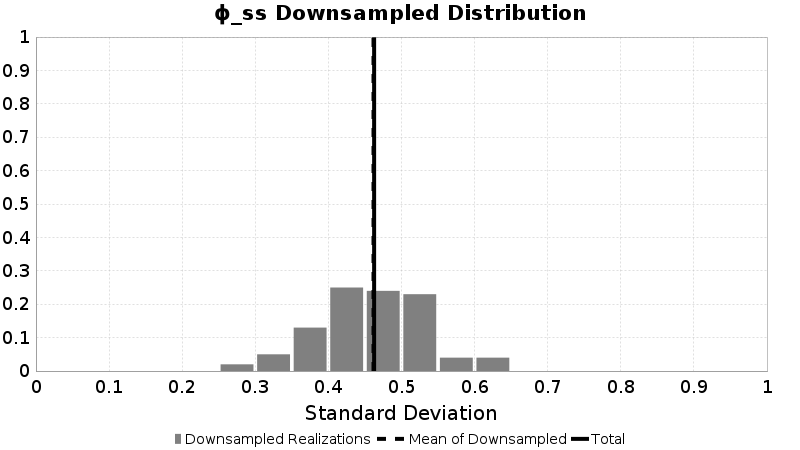 ϕ_ss Downsampled Distribution
1
0.9
0.8
0.7
0.6
0.5
0.4
0.3
0.2
0.1
0
0 0.1 0.2 0.3 0.4 0.5 0.6 0.7 0.8 0.9 1
Standard Deviation
Downsampled Realizations Mean of Downsampled Total